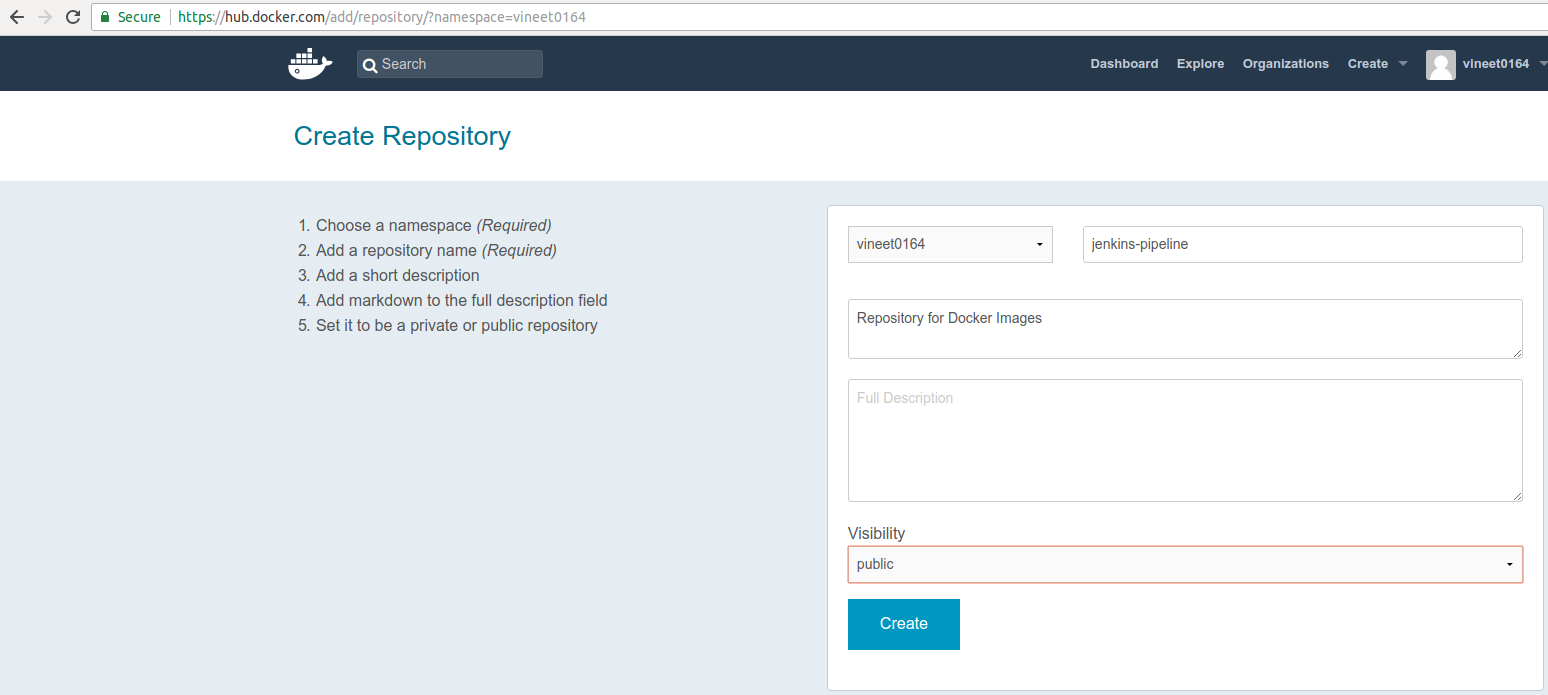 Secure https://hub.docker.com/add/repository/?namespace=vineet0164
Search Dashboard Explore Organizations Create vineet0164
Create Repository
1. Choose a namespace (Required)
2. Add a repository name (Required)
3. Add a short description
4. Add markdown to the full description field
5. Set it to be a private or public repository
vineet0164 jenkins-pipeline
Repository for Docker Images
Full Description
Visibility
public
Create